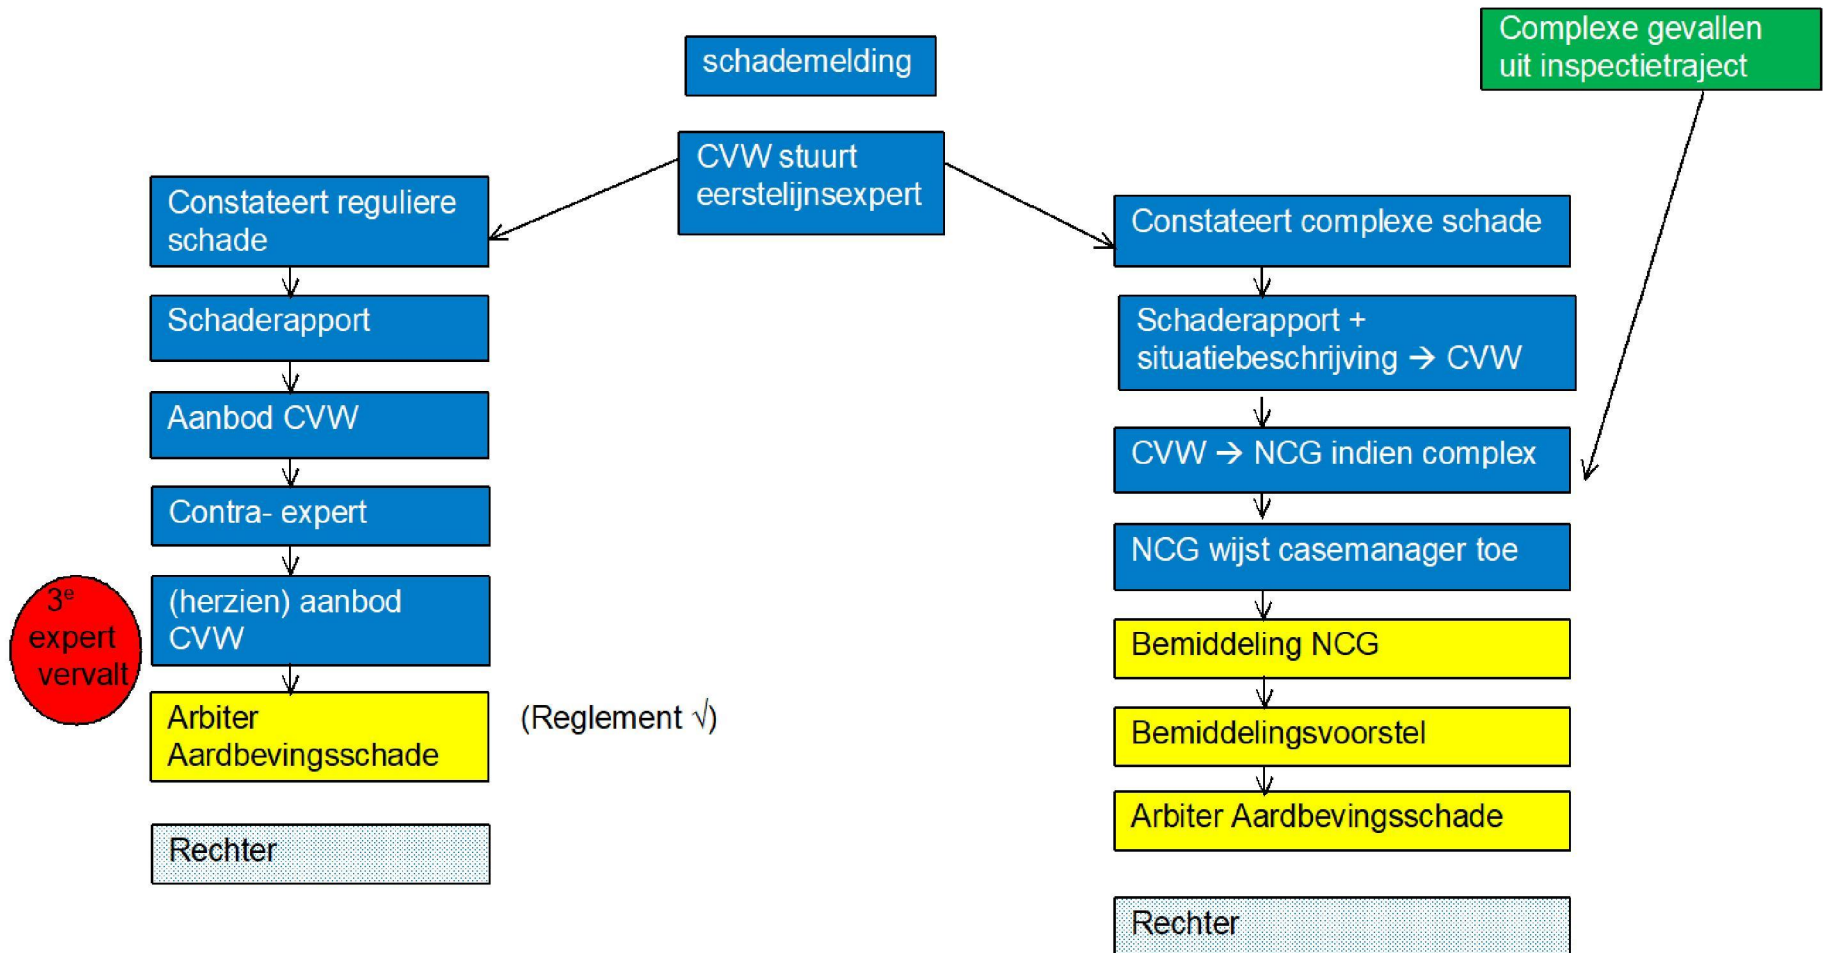 schademelding
Complexe gevallen
uit inspectietraject
CVW stuurt
eerstelijnsexpert
Constateert reguliere
schade
Schaderapport
Aanbod CVW
Contra- expert
(herzien) aanbod
CVW
3e
expert
vervalt
Arbiter
Aardbevingsschade
(Reglement √)
Rechter
Constateert complexe schade
Schaderapport +
situatiebeschrijving → CVW
CVW → NCG indien complex
NCG wijst casemanager toe
Bemiddeling NCG
Bemiddelingsvoorstel
Arbiter Aardbevingsschade
Rechter